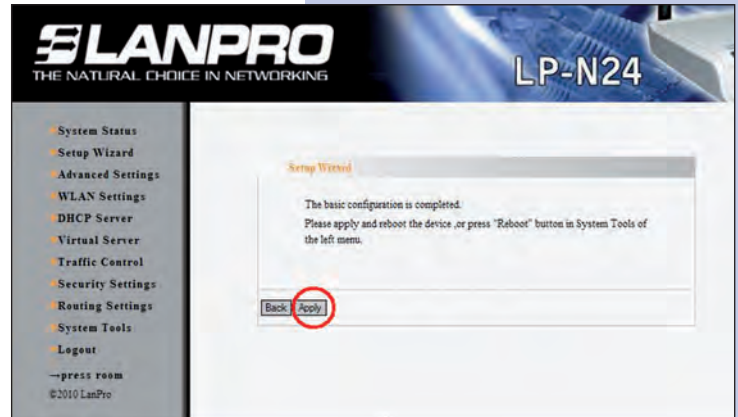 LANPRO
THE NATURAL CHOICE IN NETWORKING
LP-N24
System Status
Setup Wizard
Advanced Settings
WLAN Settings
DHCP Server
Virtual Server
Traffic Control
Security Settings
Routing Settings
System Tools
Logout
→press room
©2010 LanPro
Setup Wizard
The basic configuration is completed.
Please apply and reboot the device ,or press "Reboot" button in System Tools of
the left menu.
Back Apply